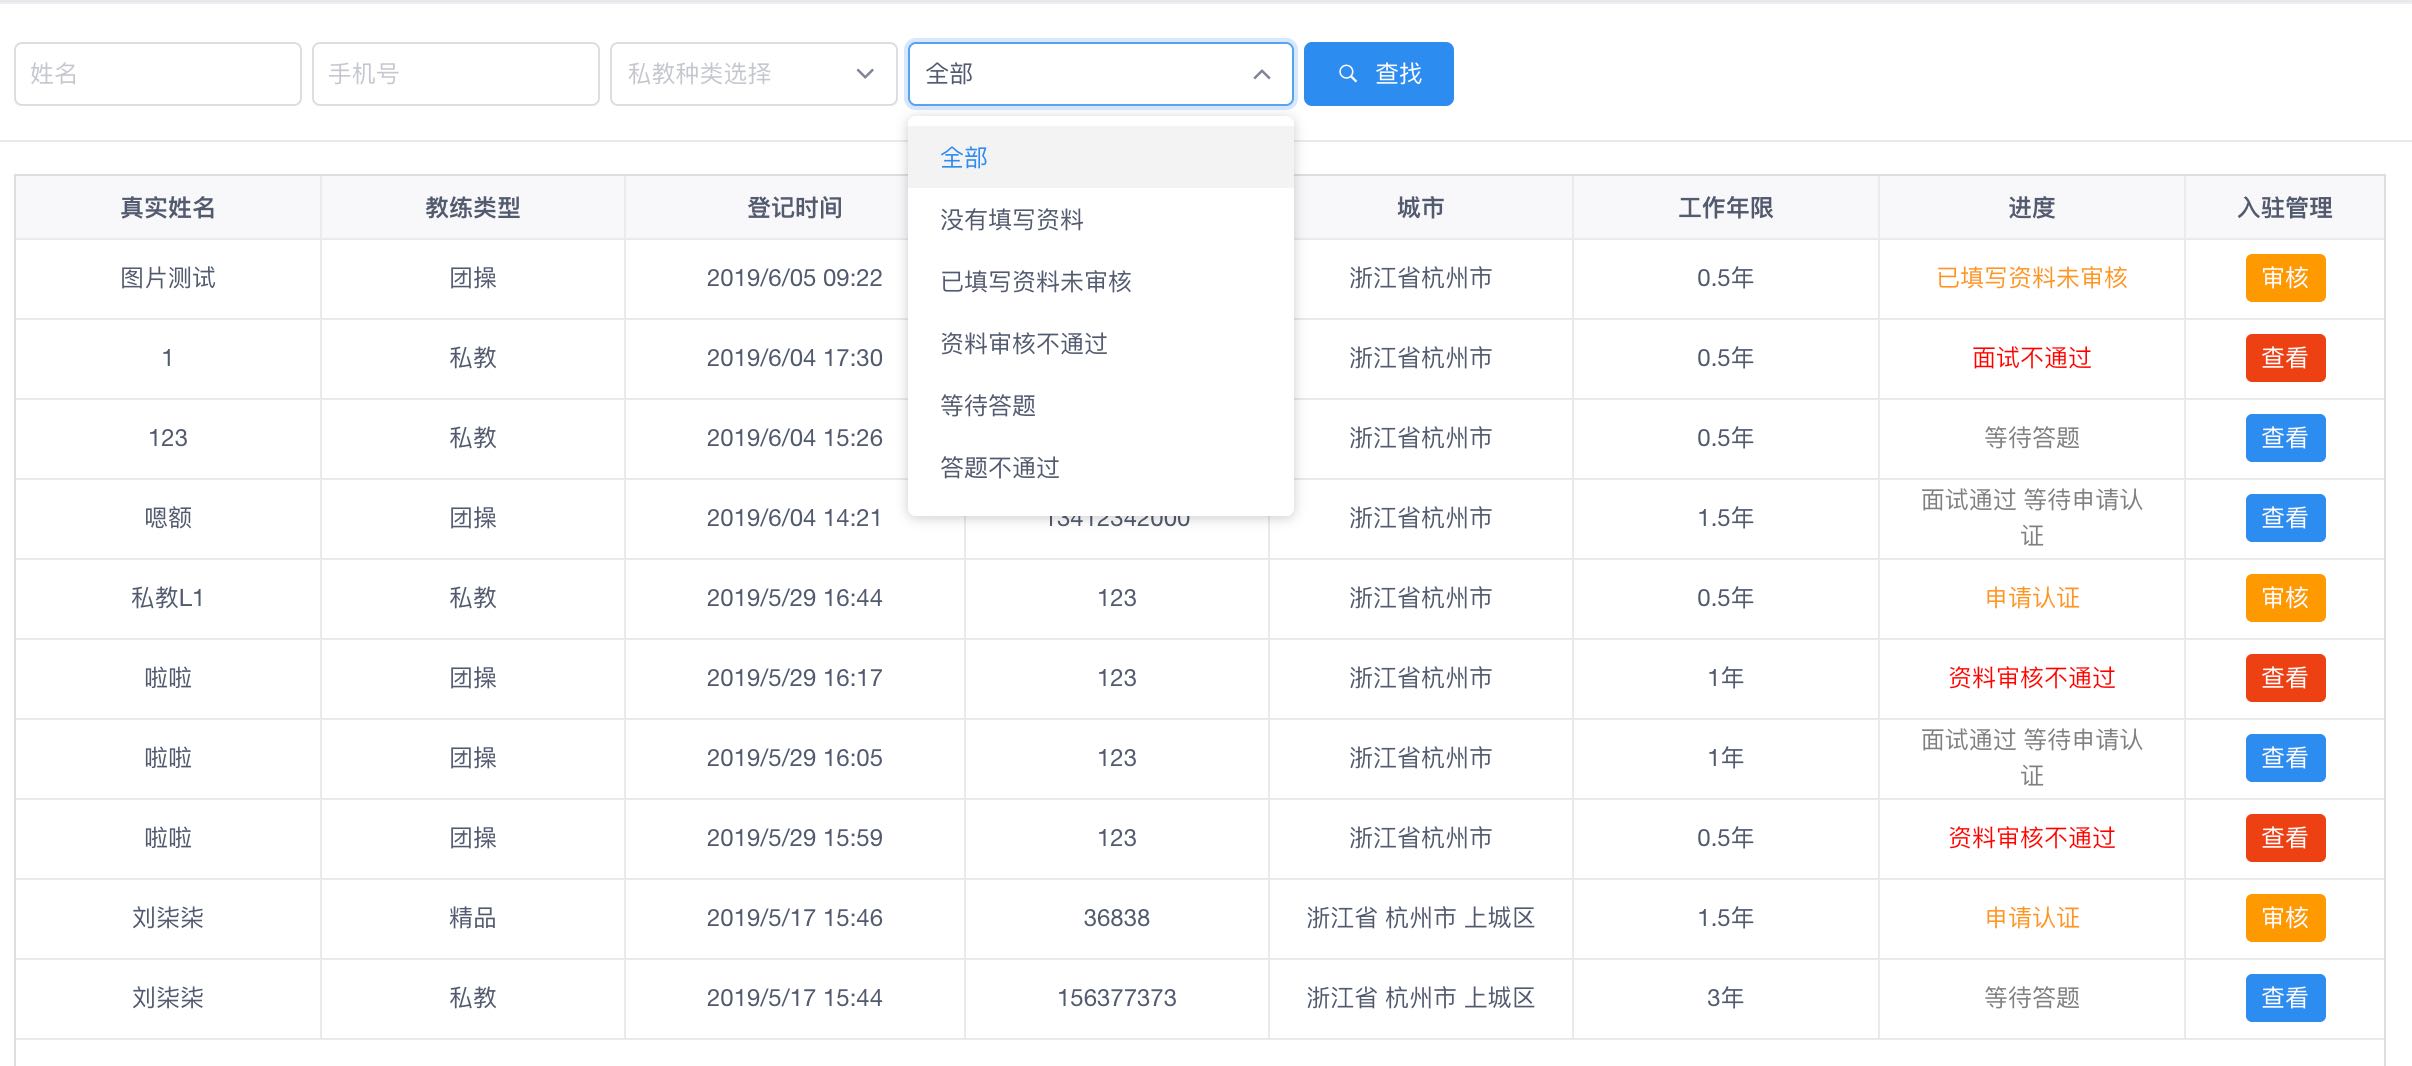 姓名 手机号 私教种类选择 全部 查找
全部
没有填写资料
已填写资料未审核
资料审核不通过
等待答题
答题不通过
真实姓名 教练类型 登记时间 城市 工作年限 进度 入驻管理
图片测试 团操 2019/6/05 09:22 浙江省杭州市 0.5年 已填写资料未审核 审核
1 私教 2019/6/04 17:30 浙江省杭州市 0.5年 面试不通过 查看
123 私教 2019/6/04 15:26 浙江省杭州市 0.5年 等待答题 查看
嗯额 团操 2019/6/04 14:21 13412342000 浙江省杭州市 1.5年 面试通过 等待申请认证 查看
私教L1 私教 2019/5/29 16:44 123 浙江省杭州市 0.5年 申请认证 审核
啦啦 团操 2019/5/29 16:17 123 浙江省杭州市 1年 资料审核不通过 查看
啦啦 团操 2019/5/29 16:05 123 浙江省杭州市 1年 面试通过 等待申请认证 查看
啦啦 团操 2019/5/29 15:59 123 浙江省杭州市 0.5年 资料审核不通过 查看
刘柒柒 精品 2019/5/17 15:46 36838 浙江省 杭州市 上城区 1.5年 申请认证 审核
刘柒柒 私教 2019/5/17 15:44 156377373 浙江省 杭州市 上城区 3年 等待答题 查看